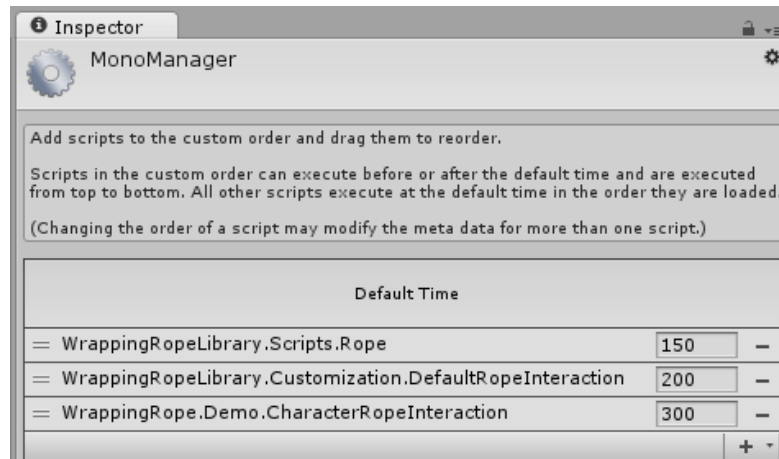 Inspector
MonoManager
Add scripts to the custom order and drag them to reorder.
Scripts in the custom order can execute before or after the default time and are executed
from top to bottom. All other scripts execute at the default time in the order they are loaded.
(Changing the order of a script may modify the meta data for more than one script.)
Default Time
WrappingRopeLibrary.Scripts.Rope 150
WrappingRopeLibrary.Customization.DefaultRopeInteraction 200
WrappingRope.Demo.CharacterRopeInteraction 300